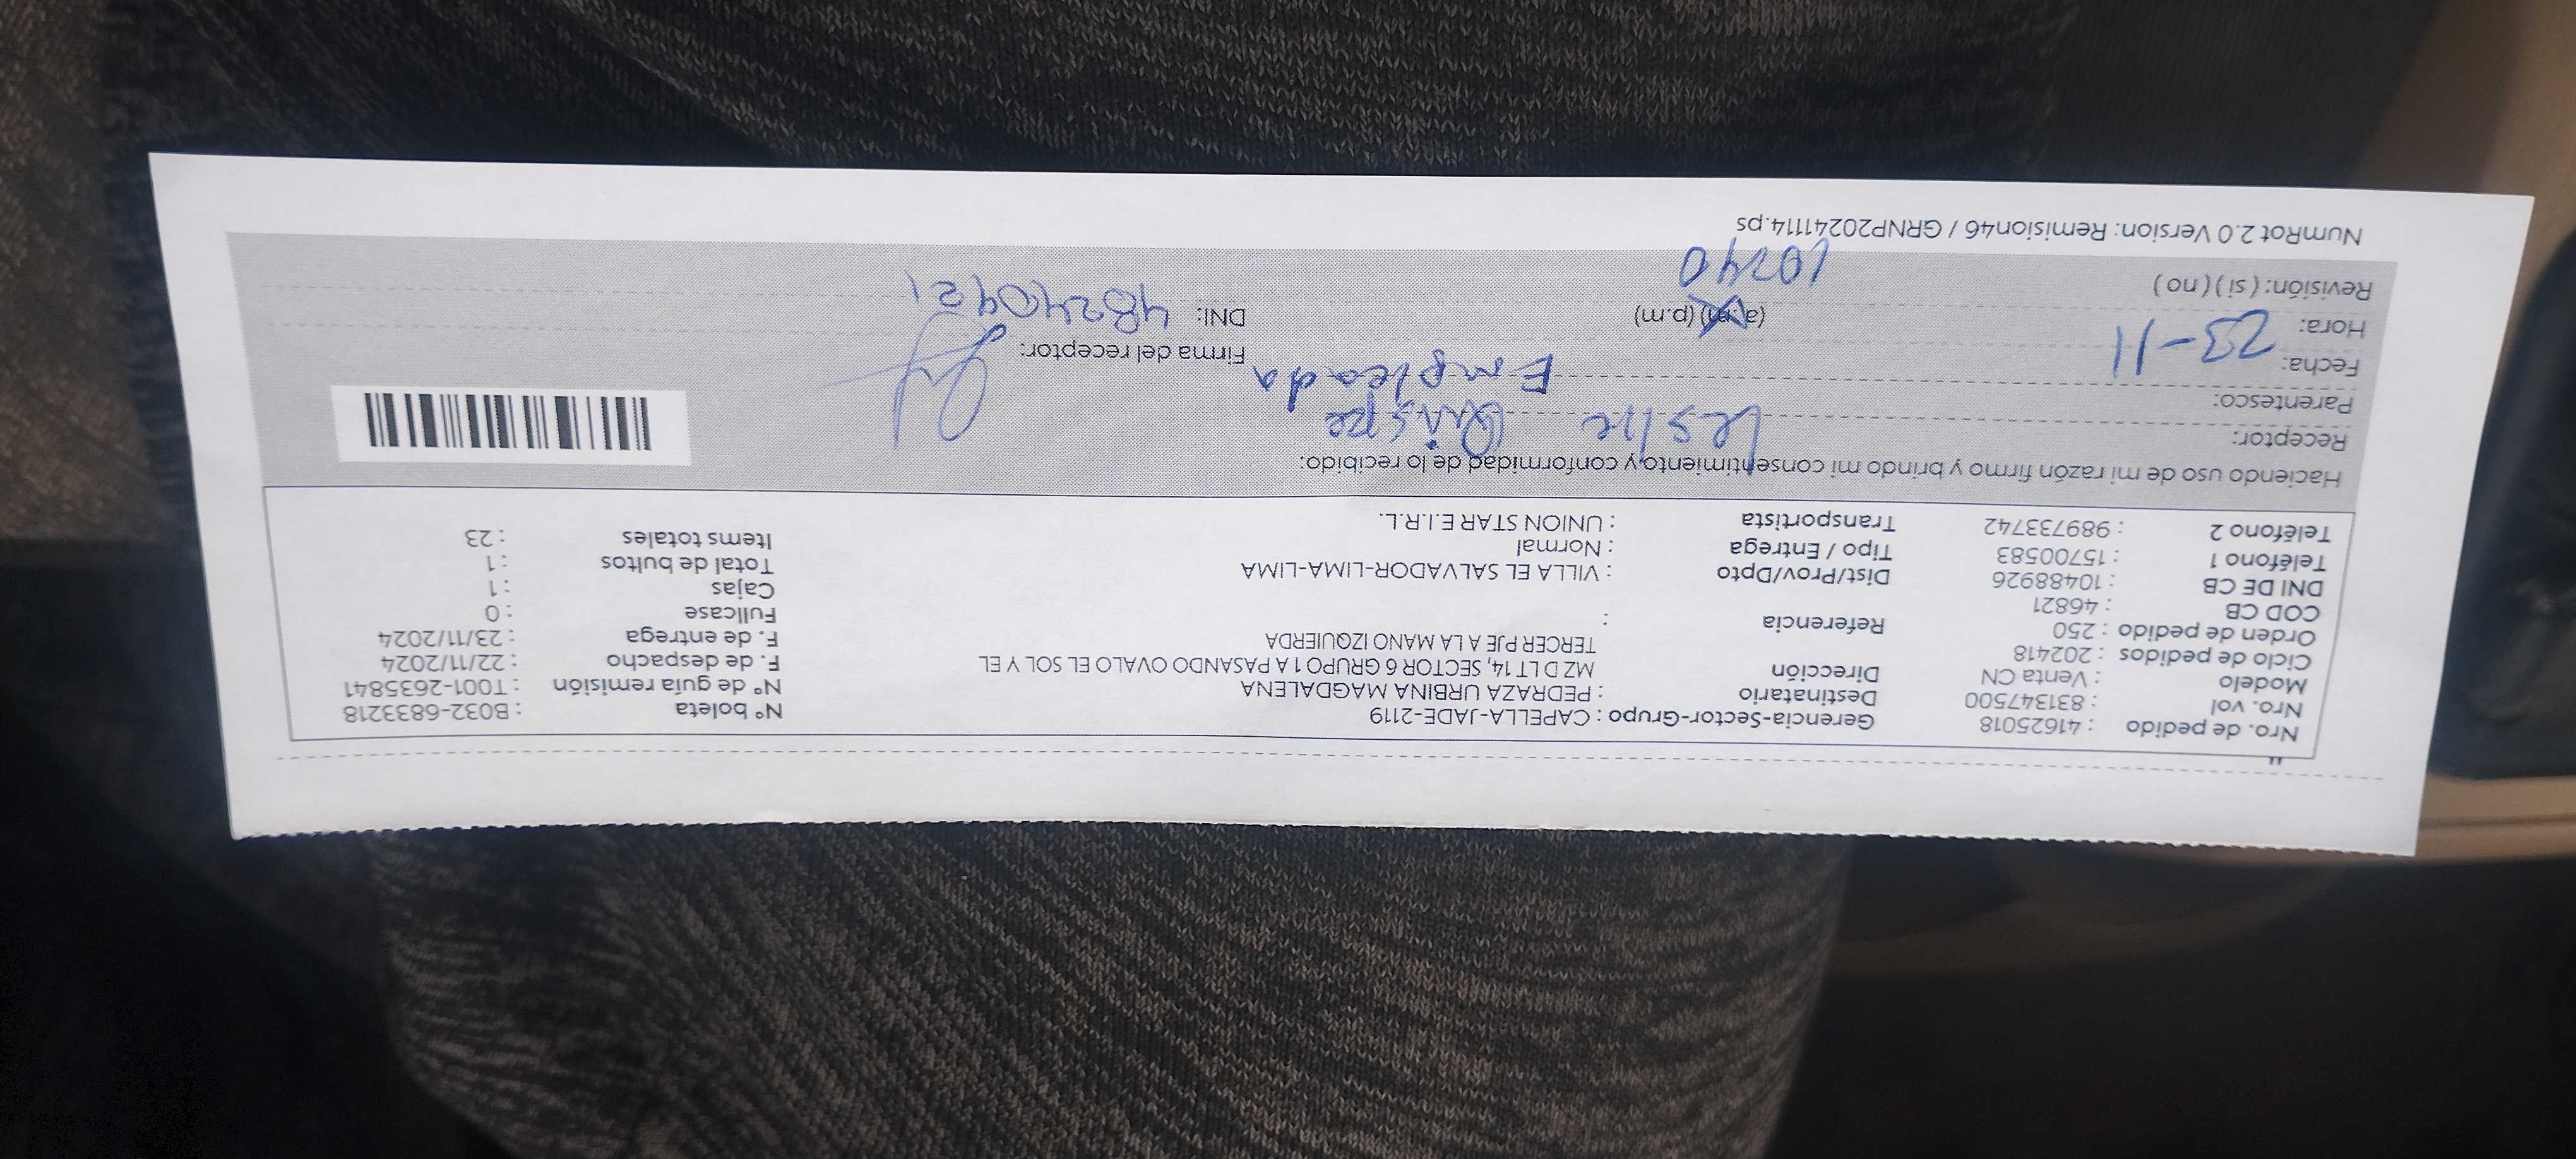 Nro. de pedido : 41625018 Gerencia-Sector-Grupo : CAPELLA-JADE-2119 N° boleta : B032-6833218
Nro. vol : 831347500 Destinatario : PEDRAZA URBINA MAGDALENA N° de guía remisión : T001-2635841
Modelo : Venta CN Dirección MZ D LT 14, SECTOR 6 GRUPO 1 A PASANDO OVALO EL SOL Y EL F. de despacho : 22/11/2024
Ciclo de pedidos : 202418 TERCER PJE A LA MANO IZQUIERDA F. de entrega : 23/11/2024
Orden de pedido : 250 Referencia : Fullcase : 0
COD CB : 46821 Cajas : 1
DNI DE CB : 10488926 Dist/Prov/Dpto : VILLA EL SALVADOR-LIMA-LIMA Total de bultos : 1
Teléfono 1 : 15700583 Tipo / Entrega : Normal Items totales : 23
Teléfono 2 : 989733742 Transportista : UNION STAR E.I.R.L.
Haciendo uso de mi razón firmo y brindo mi consentimiento y conformidad de lo recibido:
Receptor: Leslie Quispe
Parentesco: Empleada
Fecha: 23-11 Firma del receptor:
Hora: (a.m) (p.m) DNI: 48240921
Revisión: ( si ) ( no ) 10:40
NumRot 2.0 Version: Remision46 / GRNP20241114.ps